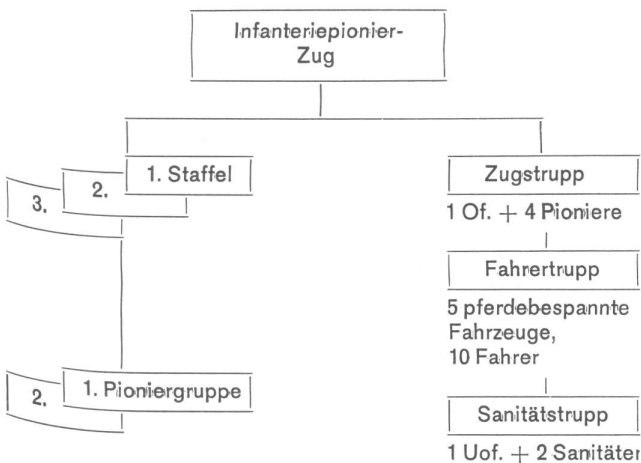 Infanteriepionier-
Zug
1. Staffel
2.
3.
1. Pioniergruppe
2.
Zugstrupp
1 Of. + 4 Pioniere
Fahrertrupp
5 pferdebespannte
Fahrzeuge,
10 Fahrer
Sanitätstrupp
1 Uof. + 2 Sanitäter